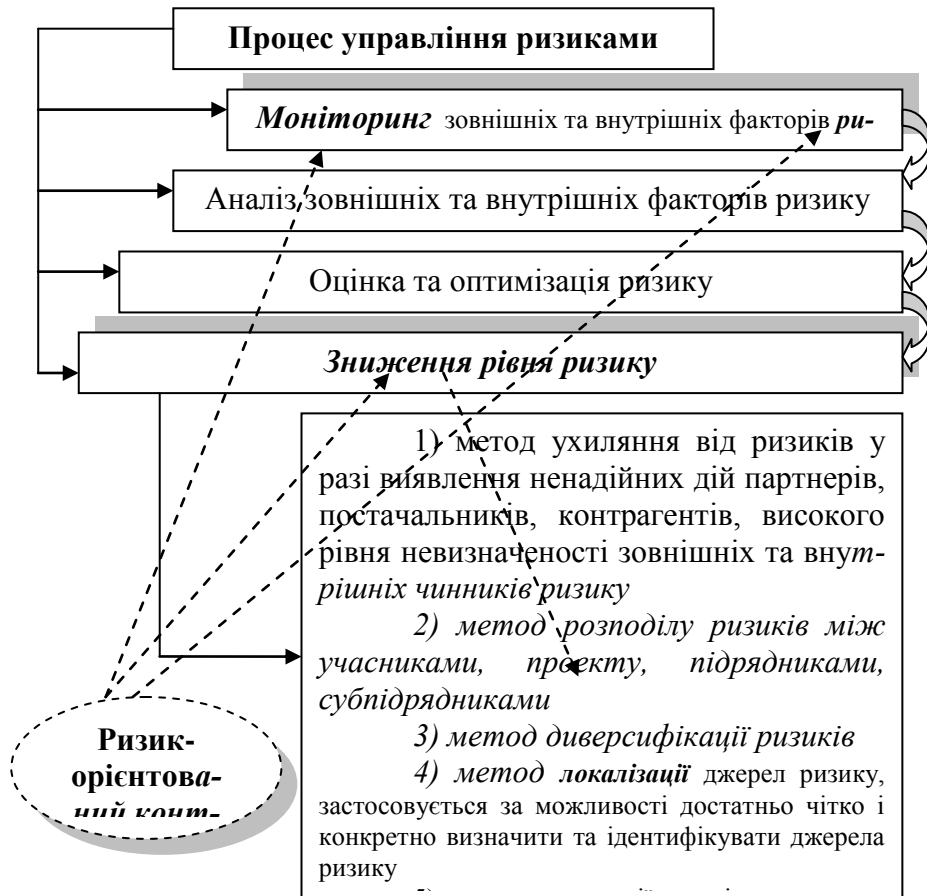 Процес управління ризиками
Моніторинг зовнішніх та внутрішніх факторів ри-
Аналіз зовнішніх та внутрішніх факторів ризику
Оцінка та оптимізація ризику
Зниження рівня ризику
1) метод ухиляння від ризиків у
разі виявлення ненадійних дій партнерів,
постачальників, контрагентів, високого
рівня невизначеності зовнішніх та внут-
рішніх чинників ризику
2) метод розподілу ризиків між
учасниками, проекту, підрядниками,
субпідрядниками
3) метод диверсифікації ризиків
4) метод локалізації джерел ризику,
застосовується за можливості достатньо чітко і
конкретно визначити та ідентифікувати джерела
ризику
Ризик-
орієнтова-
ний конт-